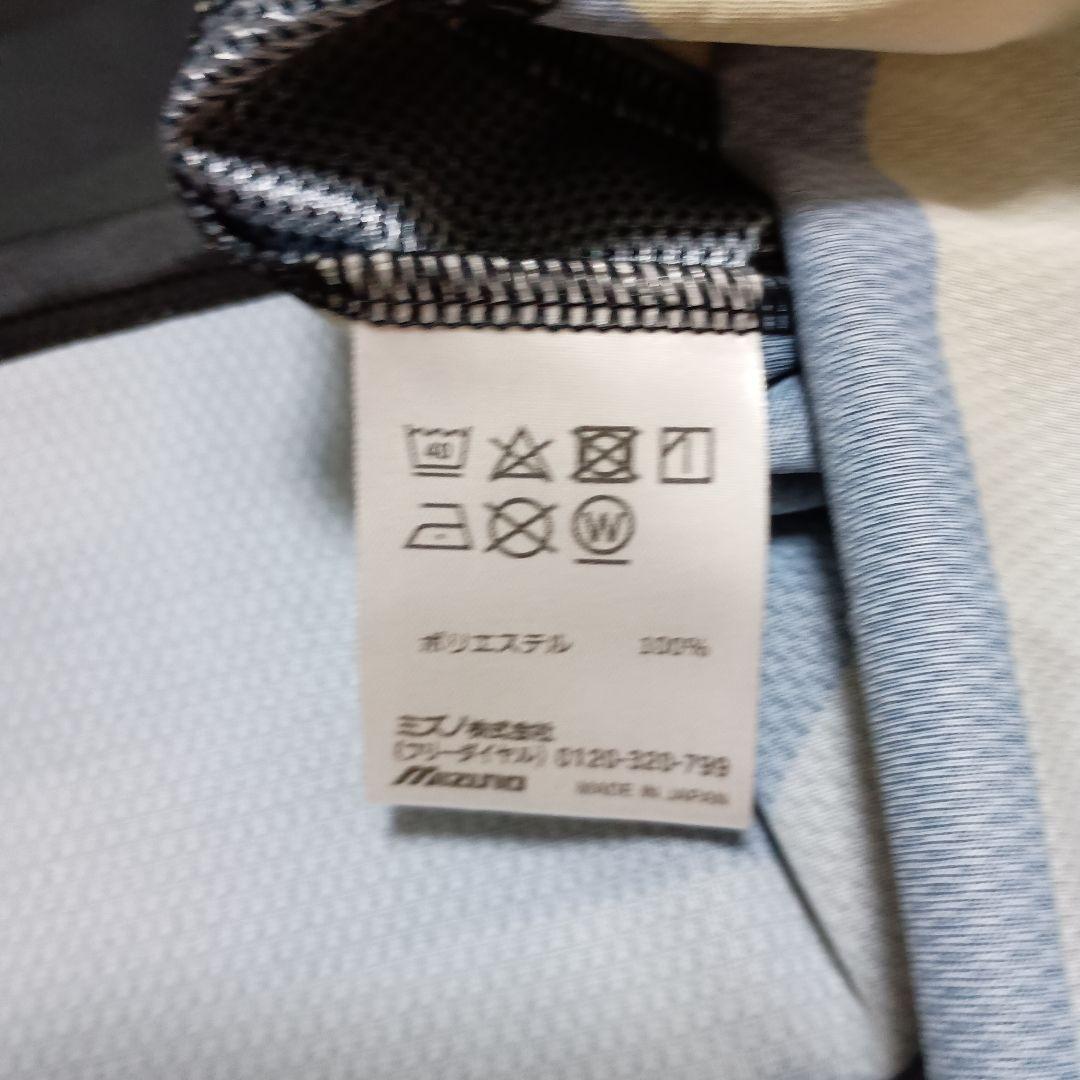 40
W
ポリエステル 100%
ミズノ株式会社
(フリーダイヤル) 0120-320-799
Mizuno MADE IN JAPAN